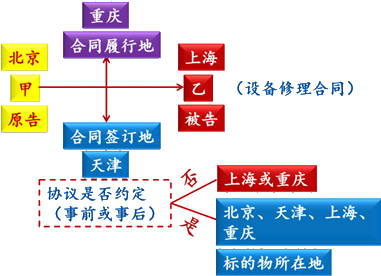 重庆
合同履行地
北京
甲
原告
上海
乙
被告
（设备修理合同）
合同签订地
天津
协议是否约定
（事前或事后）
否
是
上海或重庆
北京、天津、上海、
重庆
标的物所在地